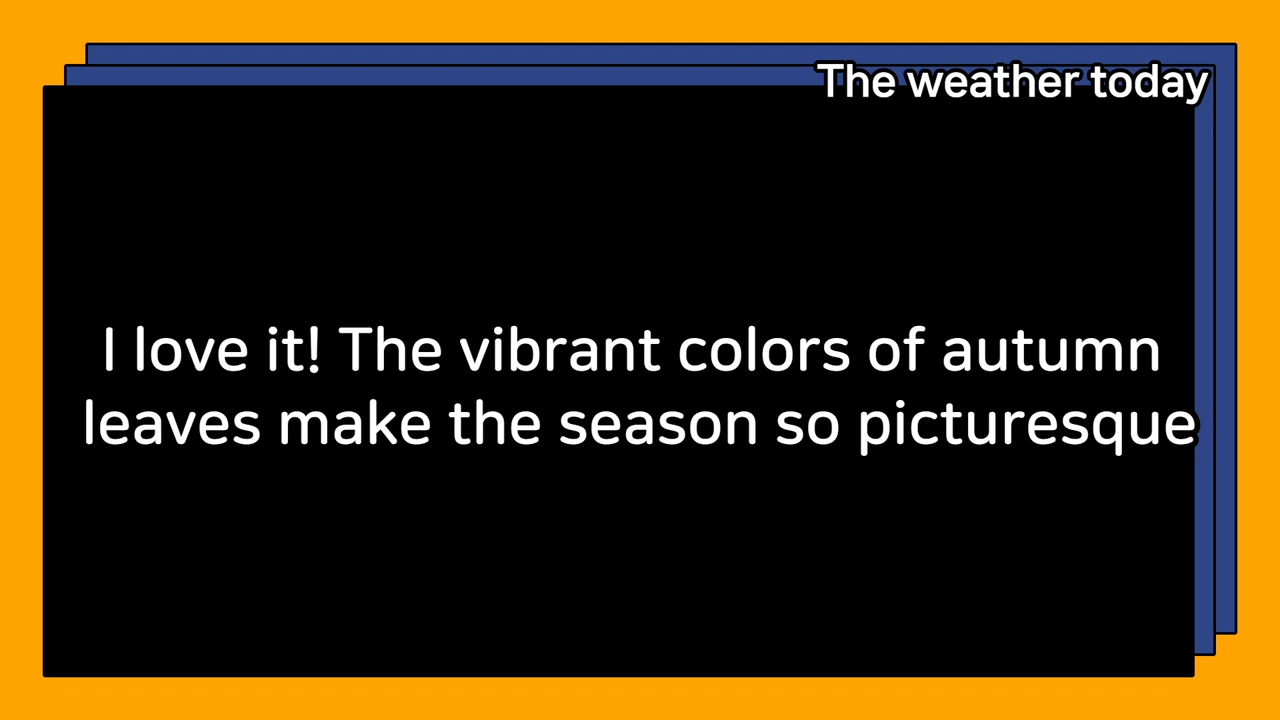 The weather today
I love it! The vibrant colors of autumn
leaves make the season so picturesque